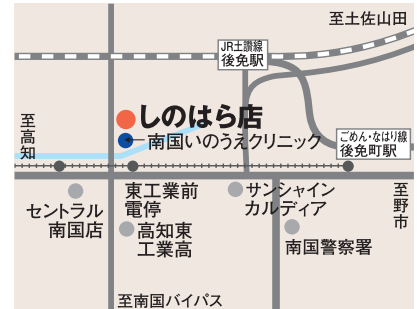 至土佐山田
JR土讃線
後免駅
しのはら店
南国いのうえクリニック
至高知
ごめん・なはり線
後免町駅
セントラル
南国店
東工業前
電停
高知東
工業高
サンシャイン
カルディア
南国警察署
至野市
至南国バイパス